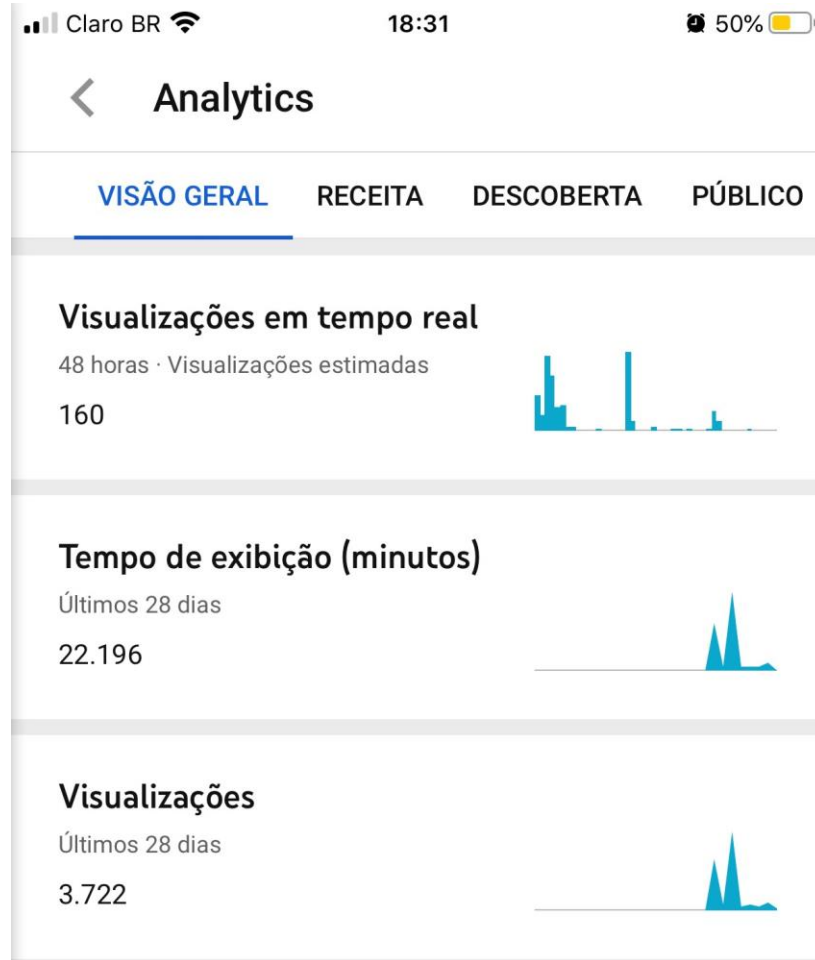 Claro BR 18:31 50%
Analytics
VISÃO GERAL RECEITA DESCOBERTA PÚBLICO
Visualizações em tempo real
48 horas · Visualizações estimadas
160
Tempo de exibição (minutos)
Últimos 28 dias
22.196
Visualizações
Últimos 28 dias
3.722